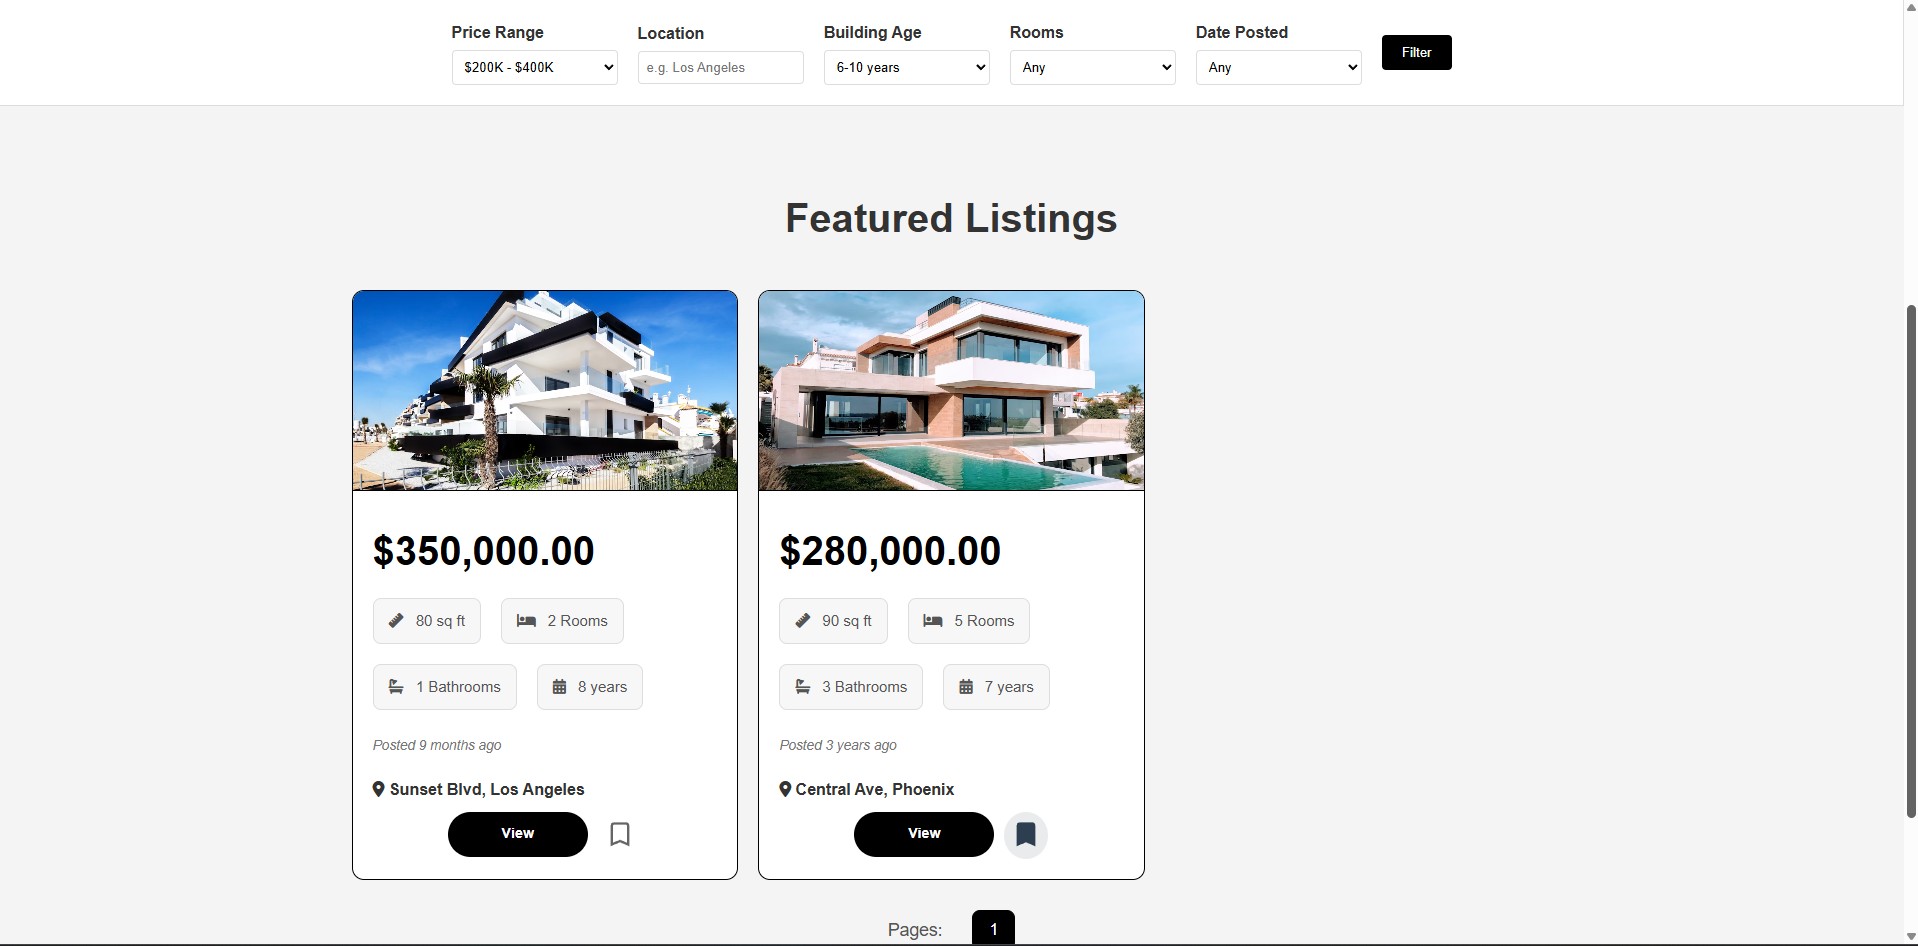 Price Range Location Building Age Rooms Date Posted
$200K - $400K e.g. Los Angeles 6-10 years Any Any Filter
Featured Listings
$350,000.00
80 sq ft 2 Rooms
1 Bathrooms 8 years
Posted 9 months ago
Sunset Blvd, Los Angeles
View
$280,000.00
90 sq ft 5 Rooms
3 Bathrooms 7 years
Posted 3 years ago
Central Ave, Phoenix
View
Pages: 1